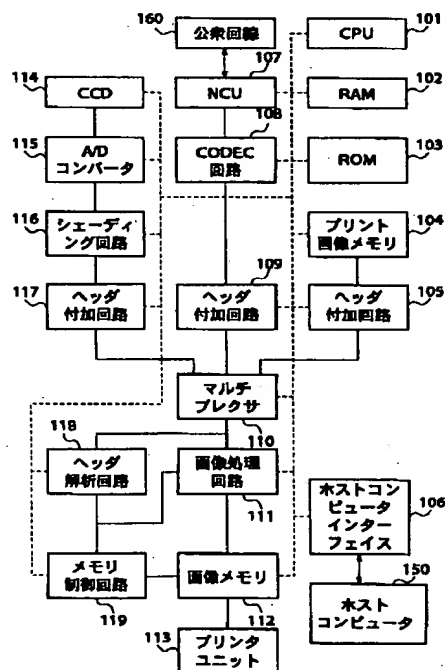 160
公衆回線
CPU
101
114
107
CCD
NCU
RAM
102
115
108
A/D
コンバータ
CODEC
回路
ROM
103
116
シェーディ
ング回路
プリント
画像メモリ
104
117
109
105
ヘッダ
付加回路
ヘッダ
付加回路
ヘッダ
付加回路
マルチ
プレクサ
110
118
ヘッダ
解析回路
画像処理
回路
111
ホストコン
ピュータ
インター
フェイス
106
メモリ
制御回路
119
画像メモリ
112
150
ホスト
コンピュータ
113
プリンタ
ユニット